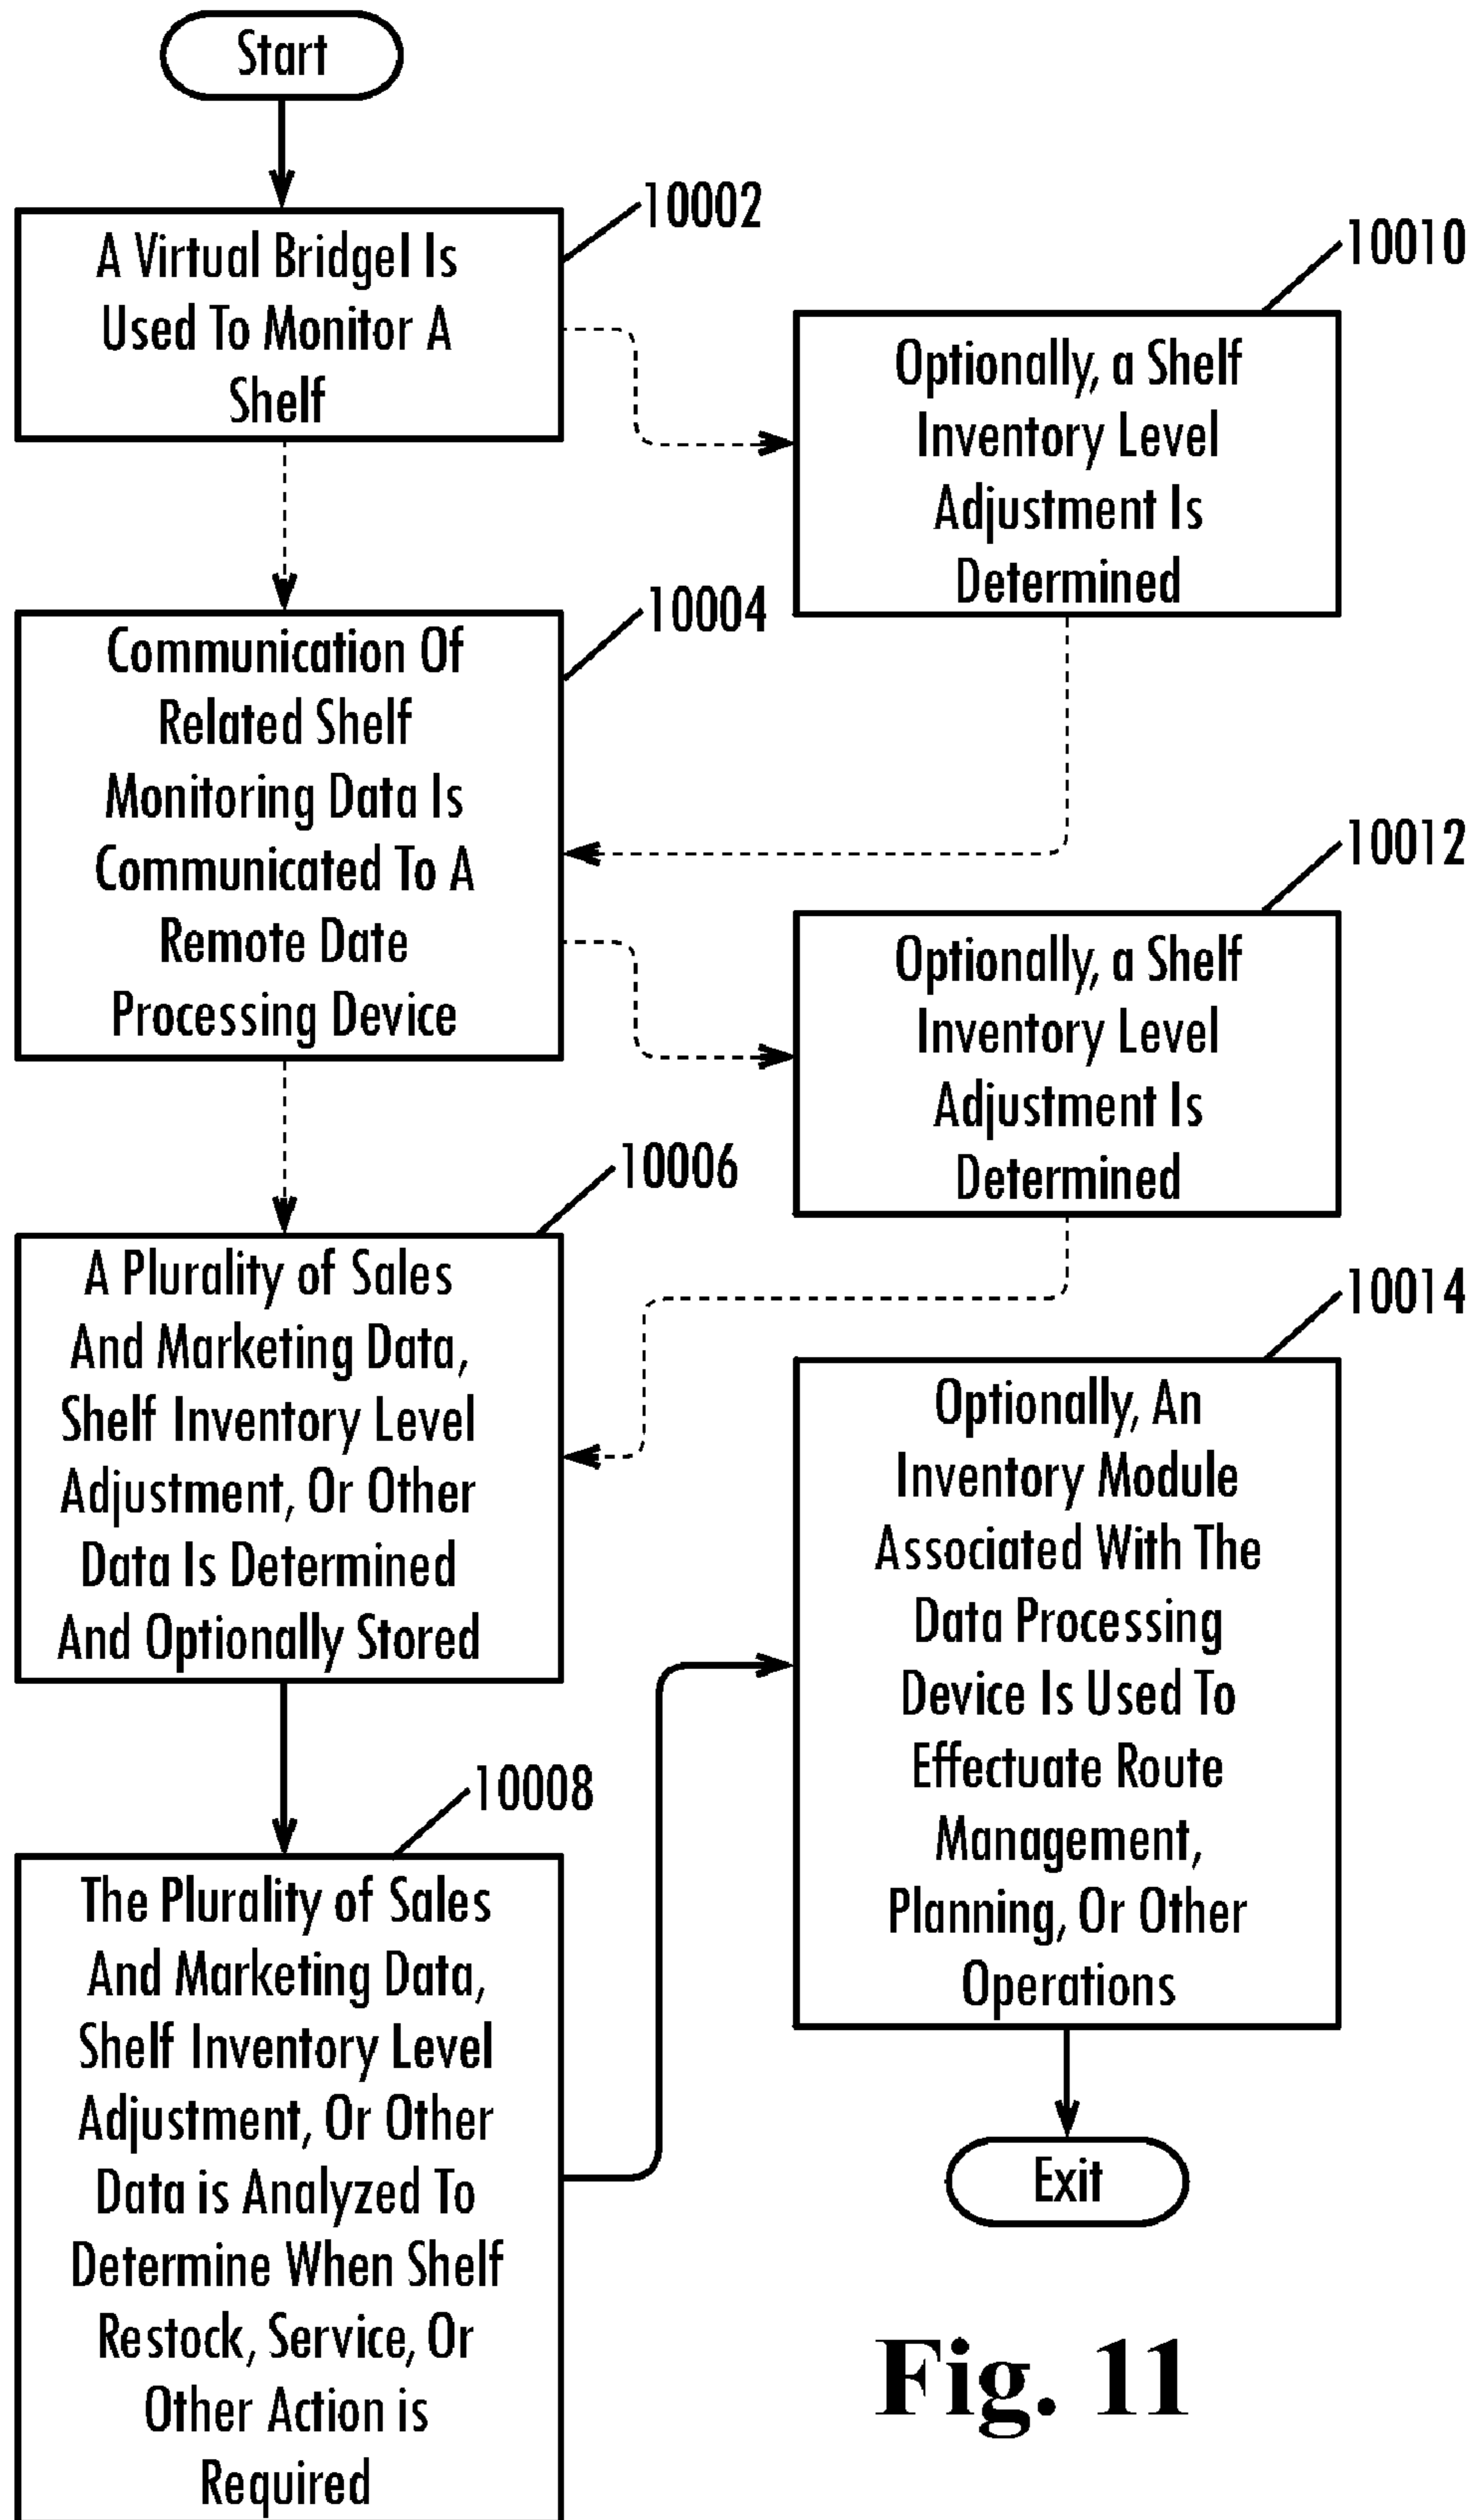 Start
10002
A Virtual Bridgel Is
Used To Monitor A
Shelf
10010
Optionally, a Shelf
Inventory Level
Adjustment Is
Determined
10004
Communication Of
Related Shelf
Monitoring Data Is
Communicated To A
Remote Date
Processing Device
10012
Optionally, a Shelf
Inventory Level
Adjustment Is
Determined
10006
A Plurality of Sales
And Marketing Data,
Shelf Inventory Level
Adjustment, Or Other
Data Is Determined
And Optionally Stored
10008
The Plurality of Sales
And Marketing Data,
Shelf Inventory Level
Adjustment, Or Other
Data is Analyzed To
Determine When Shelf
Restock, Service, Or
Other Action is
Required
10014
Optionally, An
Inventory Module
Associated With The
Data Processing
Device Is Used To
Effectuate Route
Management,
Planning, Or Other
Operations
Exit
Fig. 11